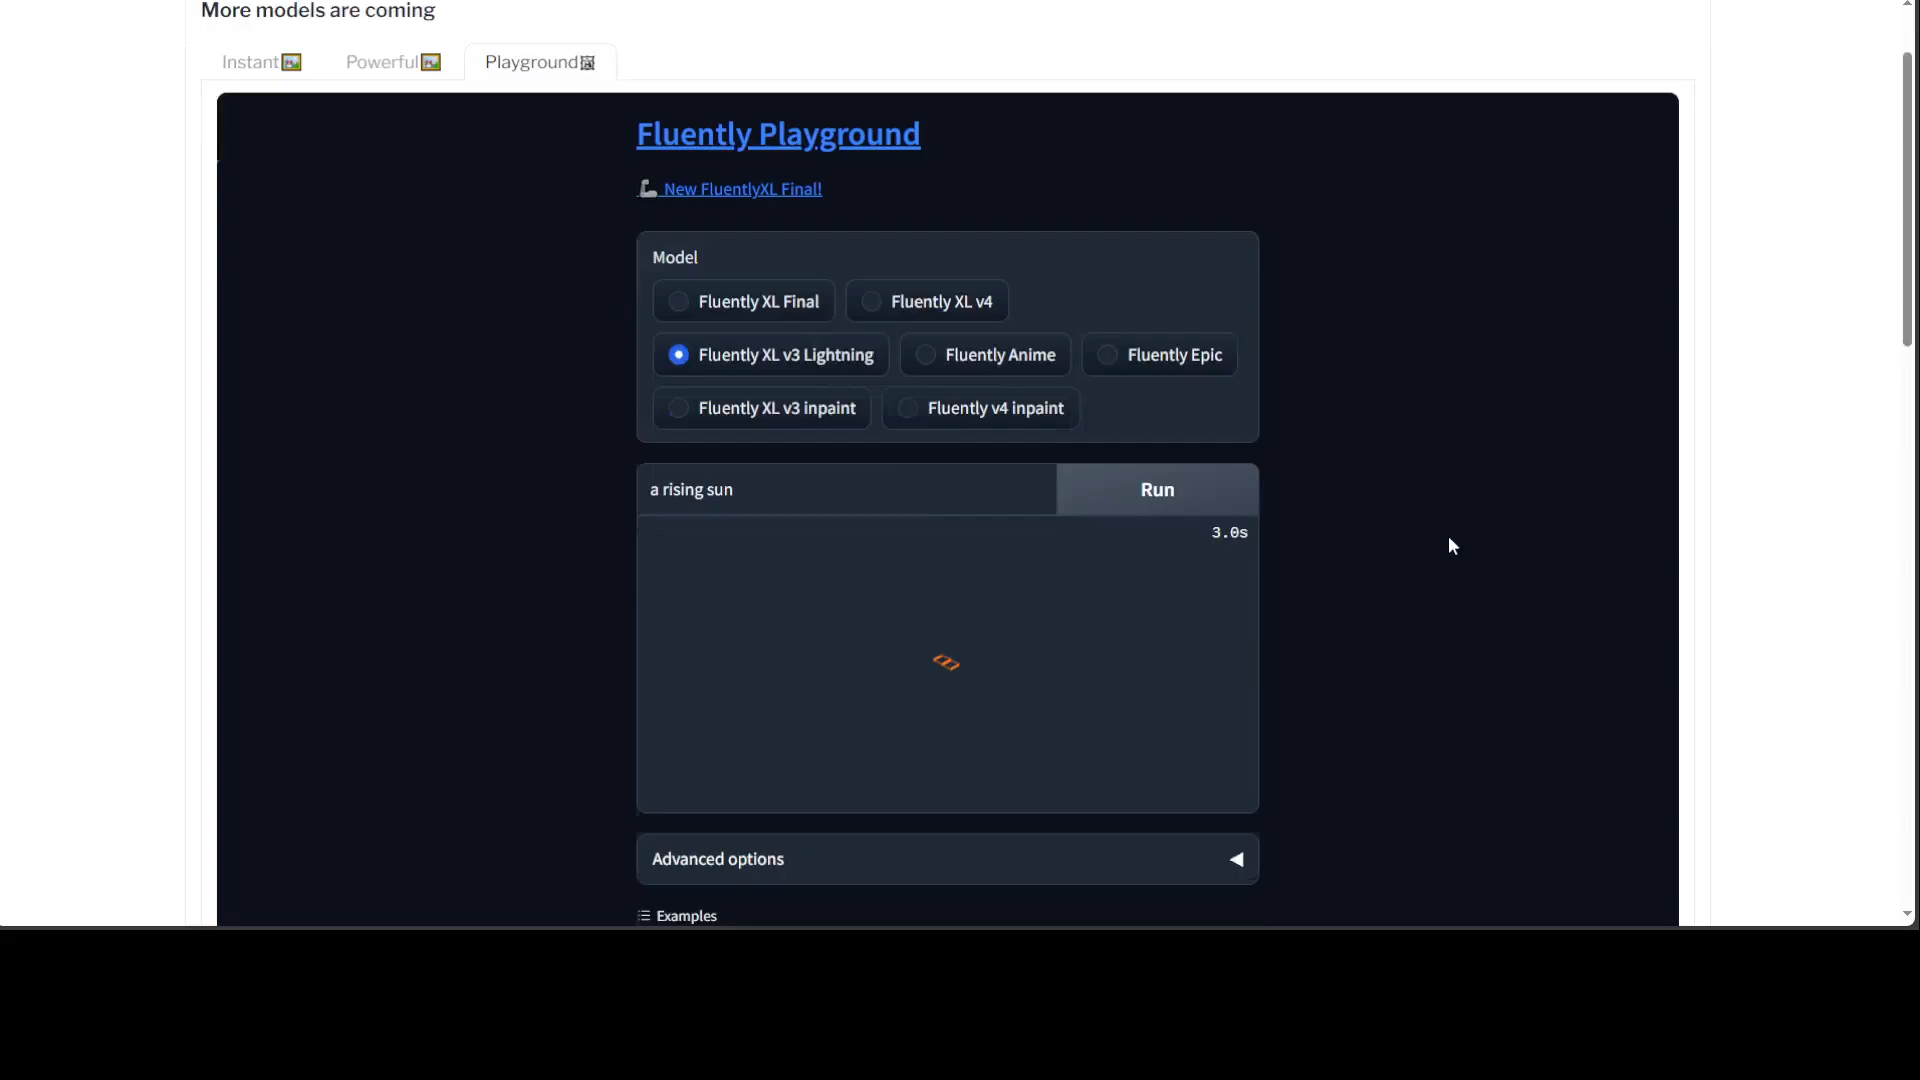 More models are coming
Instant
Powerful
Playground
Fluently Playground
New FluentlyXL Final!
Model
Fluently XL Final
Fluently XL v4
Fluently XL v3 Lightning
Fluently Anime
Fluently Epic
Fluently XL v3 inpaint
Fluently v4 inpaint
a rising sun
Run
3.0s
Advanced options
Examples